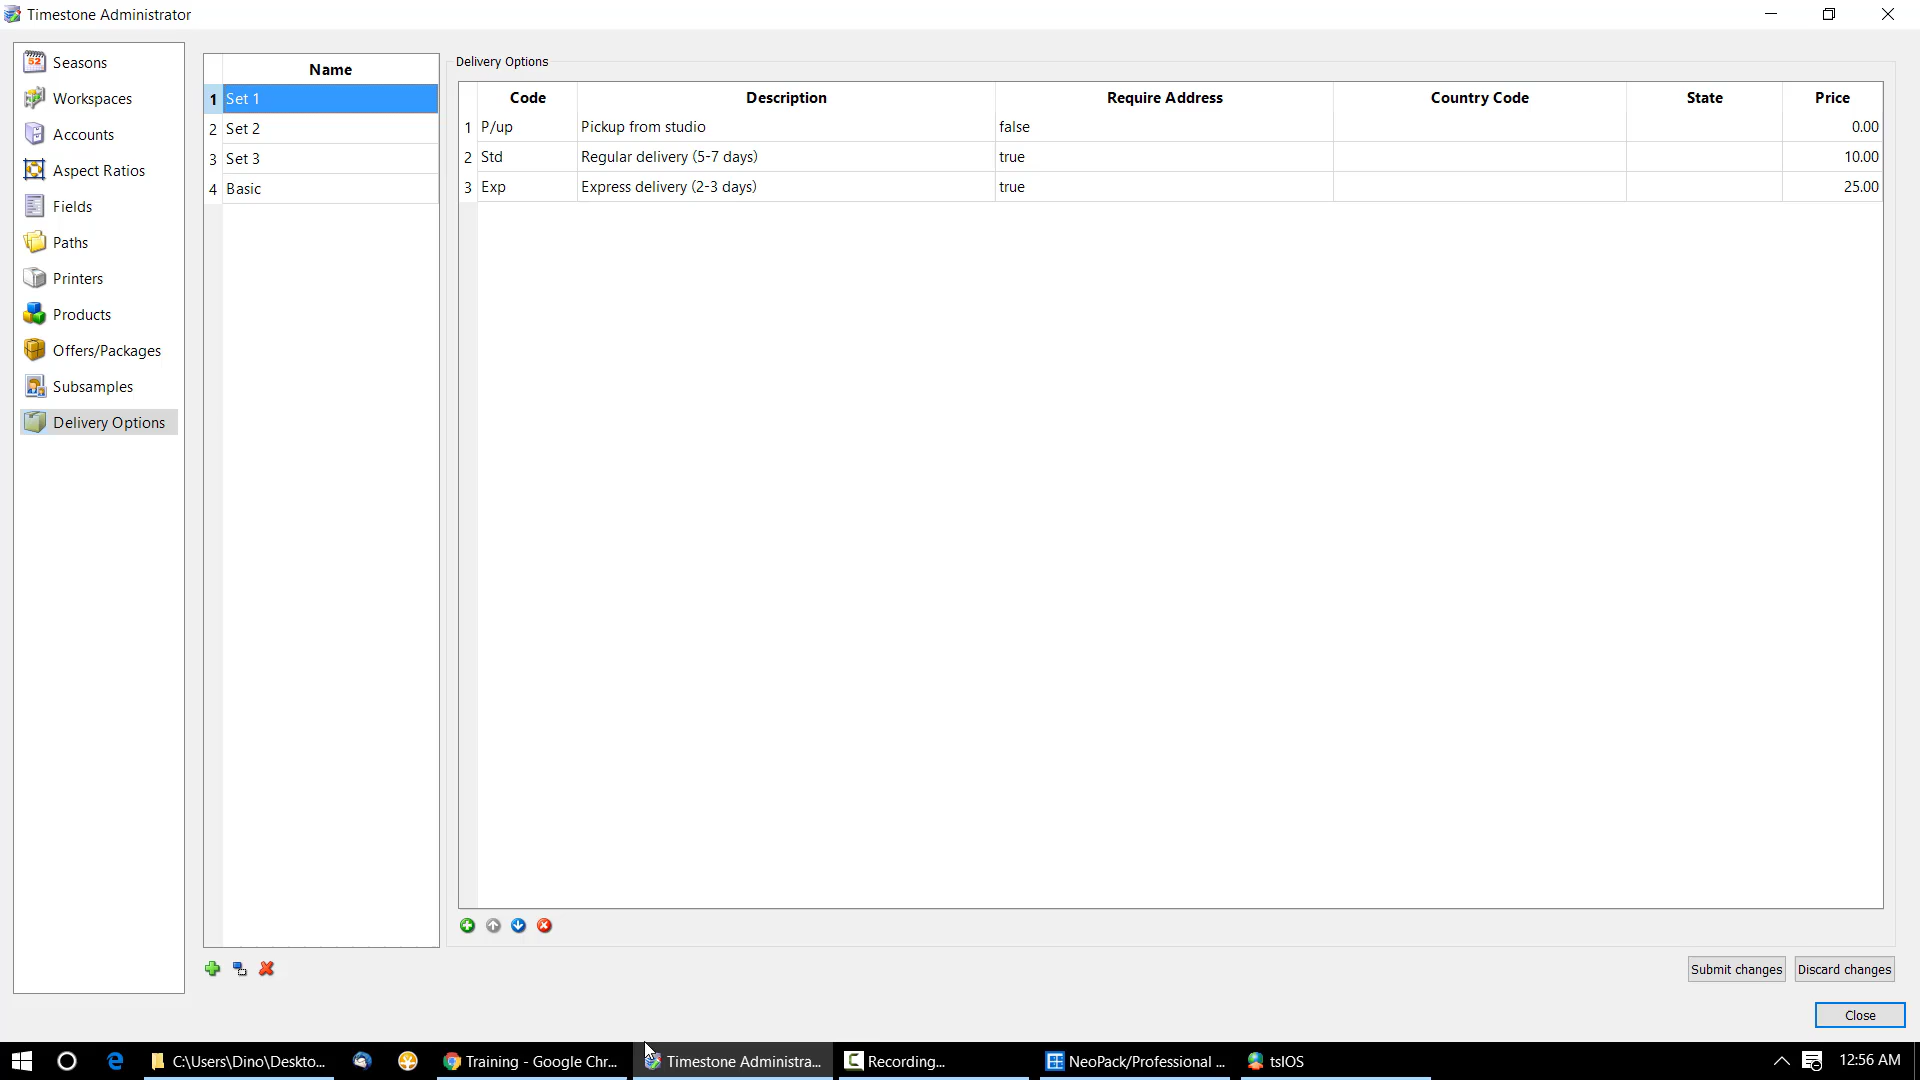 Timestone Administrator
Seasons
Workspaces
Accounts
Aspect Ratios
Fields
Paths
Printers
Products
Offers/Packages
Subsamples
Delivery Options
Name
1 Set 1
2 Set 2
3 Set 3
4 Basic
Delivery Options
Code Description Require Address Country Code State Price
1 P/up Pickup from studio false 0.00
2 Std Regular delivery (5-7 days) true 10.00
3 Exp Express delivery (2-3 days) true 25.00
Submit changes Discard changes
Close
C:\Users\Dino\Deskto... Training - Google Chr... Timestone Administra... Recording... NeoPack/Professional ... tsIOS 12:56 AM